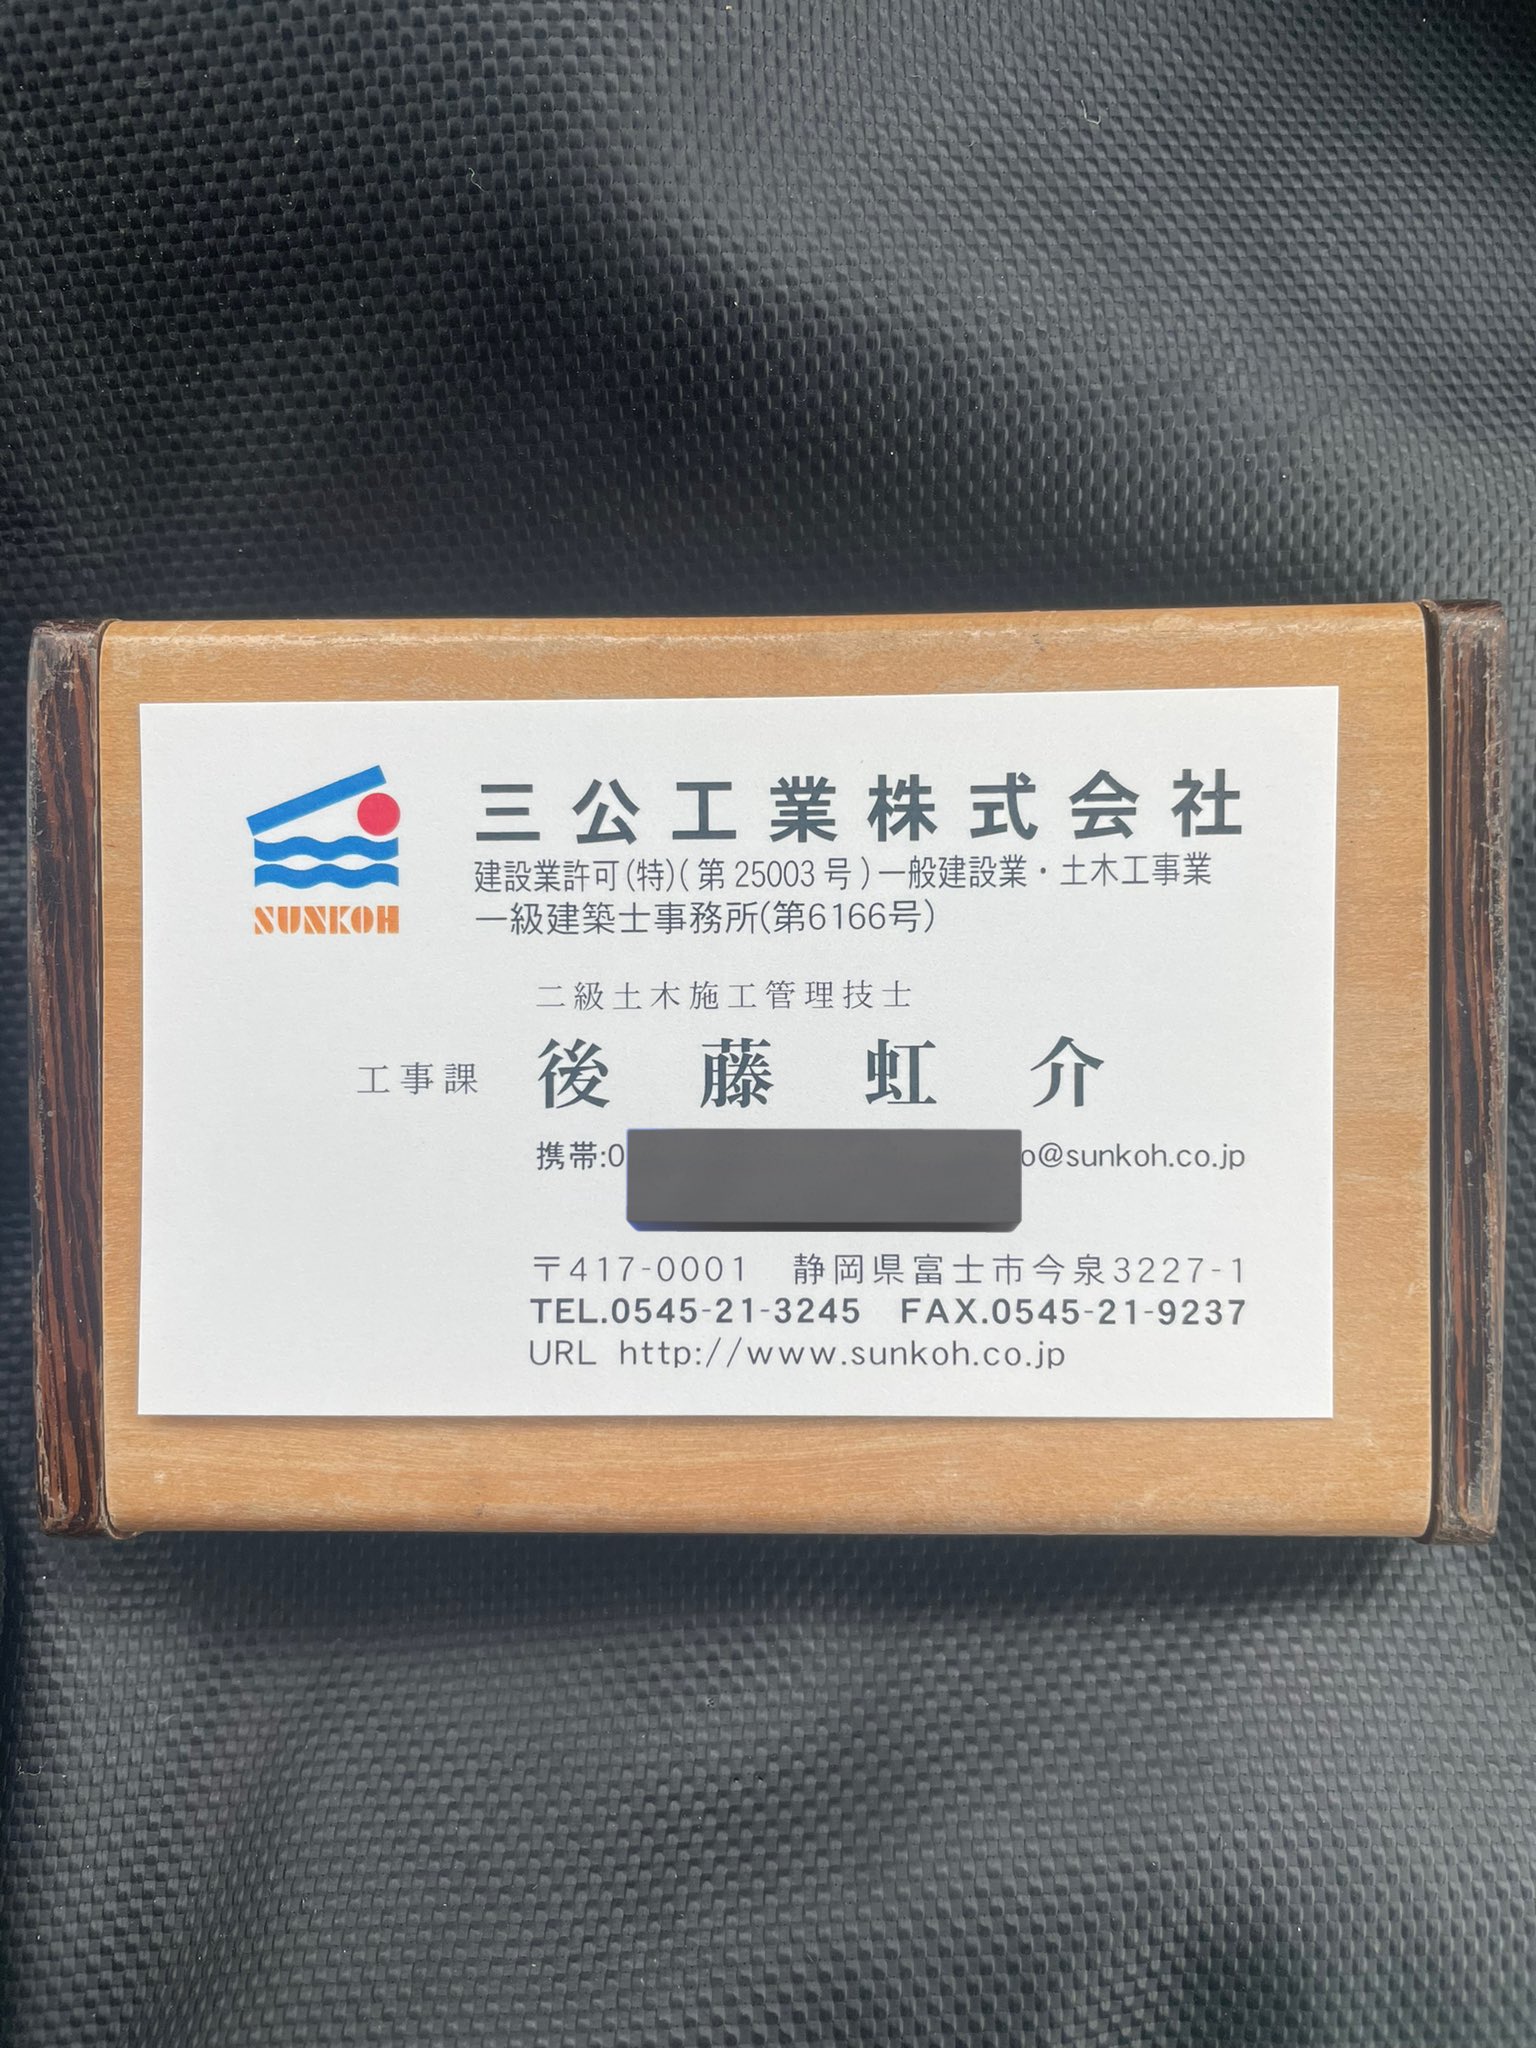 SUNKOH
三公工業株式会社
建設業許可(特)(第25003号)一般建設業・土木工事業
一級建築士事務所(第6166号)
二級土木施工管理技士
工事課 後藤虹介
携帯:0 o@sunkoh.co.jp
〒417-0001 静岡県富士市今泉3227-1
TEL.0545-21-3245 FAX.0545-21-9237
URL http://www.sunkoh.co.jp